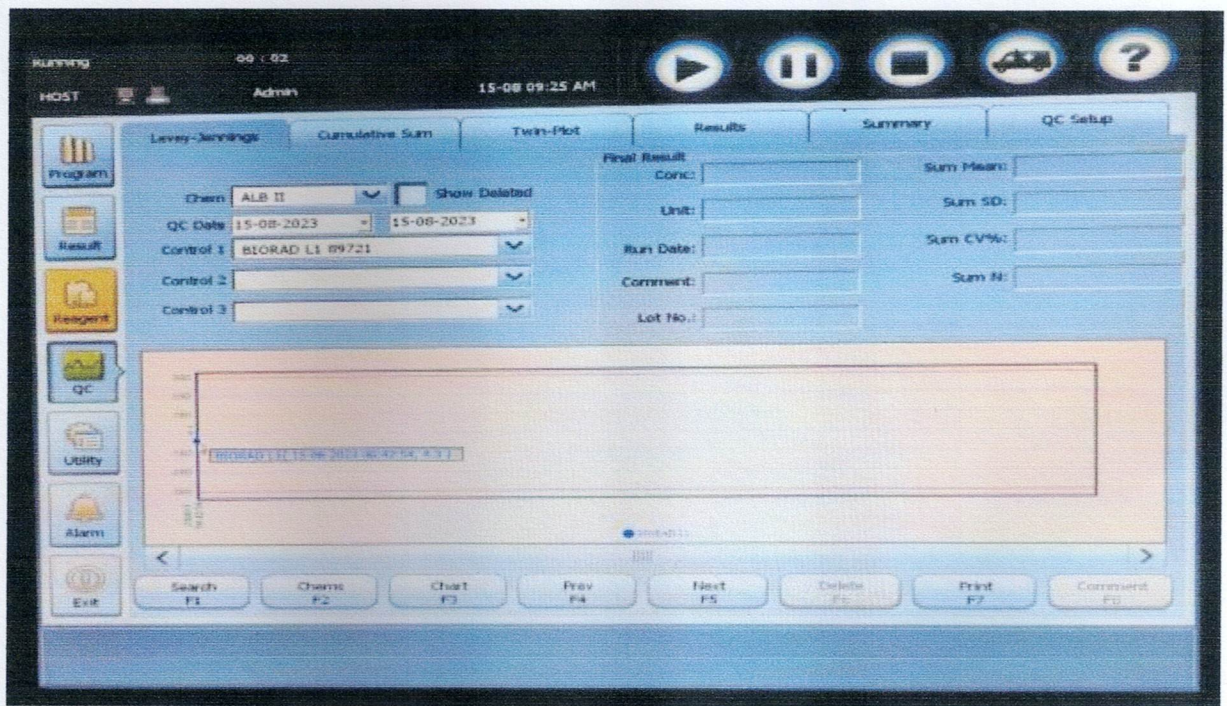 Running 00 : 02
HOST Admin 15-08 09:25 AM
Levey-Jennings Cumulative Sum Twin-Plot Results Summary QC Setup
Program
Result
Reagent
QC
Utility
Alarm
Exit
Chem ALB II Show Deleted
QC Date 15-08-2023 15-08-2023
Control 1 BIORAD L1 89721
Control 2
Control 3
Final Result
Conc:
Unit:
Run Date:
Comment:
Lot No.:
Sum Mean:
Sum SD:
Sum CV%:
Sum N:
Search Chems Chart Prev Next Delete Print Comment
F1 F2 F3 F4 F5 F6 F7 F8